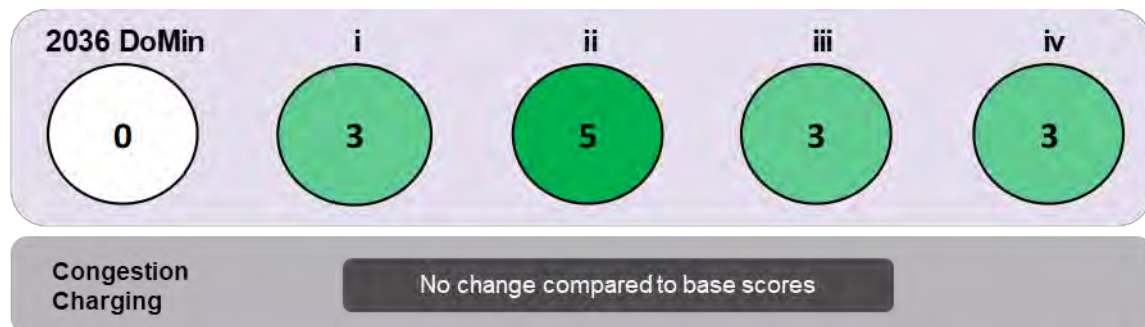 2036 DoMin i ii iii iv
0 3 5 3 3
Congestion
Charging
No change compared to base scores